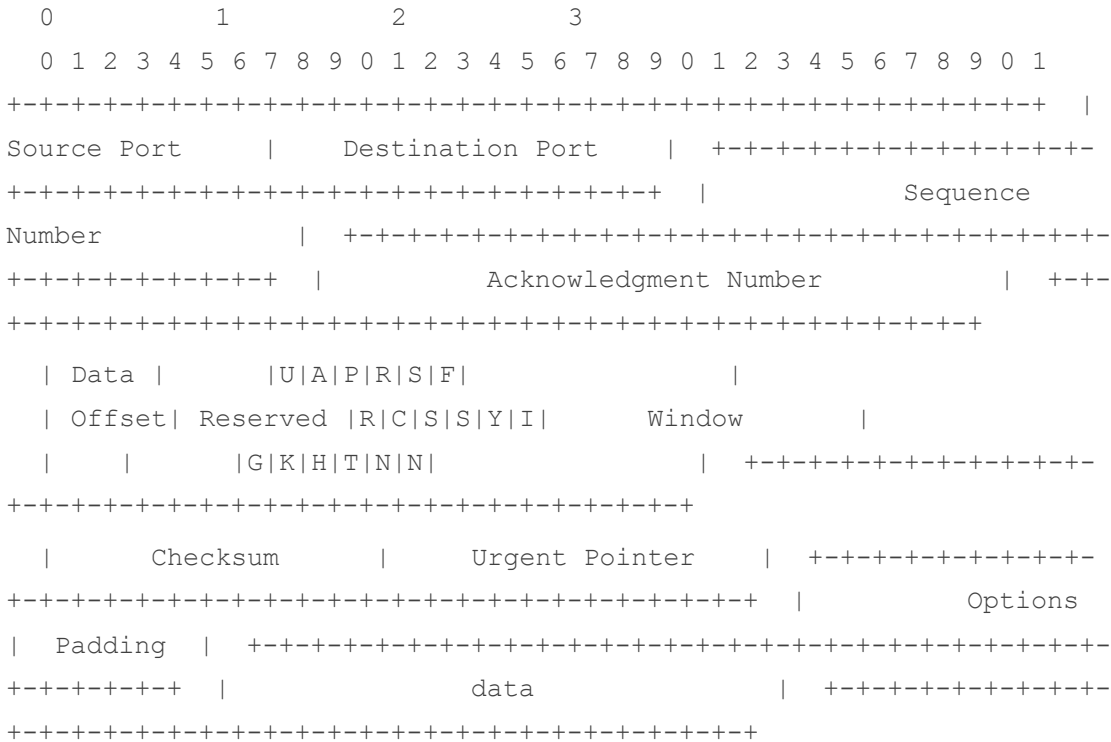 0 1 2 3
0 1 2 3 4 5 6 7 8 9 0 1 2 3 4 5 6 7 8 9 0 1 2 3 4 5 6 7 8 9 0 1
+-+-+-+-+-+-+-+-+-+-+-+-+-+-+-+-+-+-+-+-+-+-+-+-+-+-+-+-+-+-+-+-+ |
Source Port | Destination Port | +-+-+-+-+-+-+-+-+-+-+-+-
+-+-+-+-+-+-+-+-+-+-+-+-+-+-+-+-+-+-+-+-+ | Sequence
Number | +-+-+-+-+-+-+-+-+-+-+-+-+-+-+-+-+-+-+-+-+-+-+-+-
+-+-+-+-+-+-+-+-+ | Acknowledgment Number | +-+-
+-+-+-+-+-+-+-+-+-+-+-+-+-+-+-+-+-+-+-+-+-+-+-+-+-+-+-+-+-+-+
| Data | |U|A|P|R|S|F| |
| Offset| Reserved |R|C|S|S|Y|I| Window |
| | |G|K|H|T|N|N| | +-+-+-+-+-+-+-+-+-+-+-
+-+-+-+-+-+-+-+-+-+-+-+-+-+-+-+-+-+-+-+-+-+
| Checksum | Urgent Pointer | +-+-+-+-+-+-+-+-+-
+-+-+-+-+-+-+-+-+-+-+-+-+-+-+-+-+-+-+-+-+-+-+-+ | Options
| Padding | +-+-+-+-+-+-+-+-+-+-+-+-+-+-+-+-+-+-+-+-+-+-+-+-+-+-+-
+-+-+-+-+-+ | data | +-+-+-+-+-+-+-+-+-
+-+-+-+-+-+-+-+-+-+-+-+-+-+-+-+-+-+-+-+-+-+-+-+